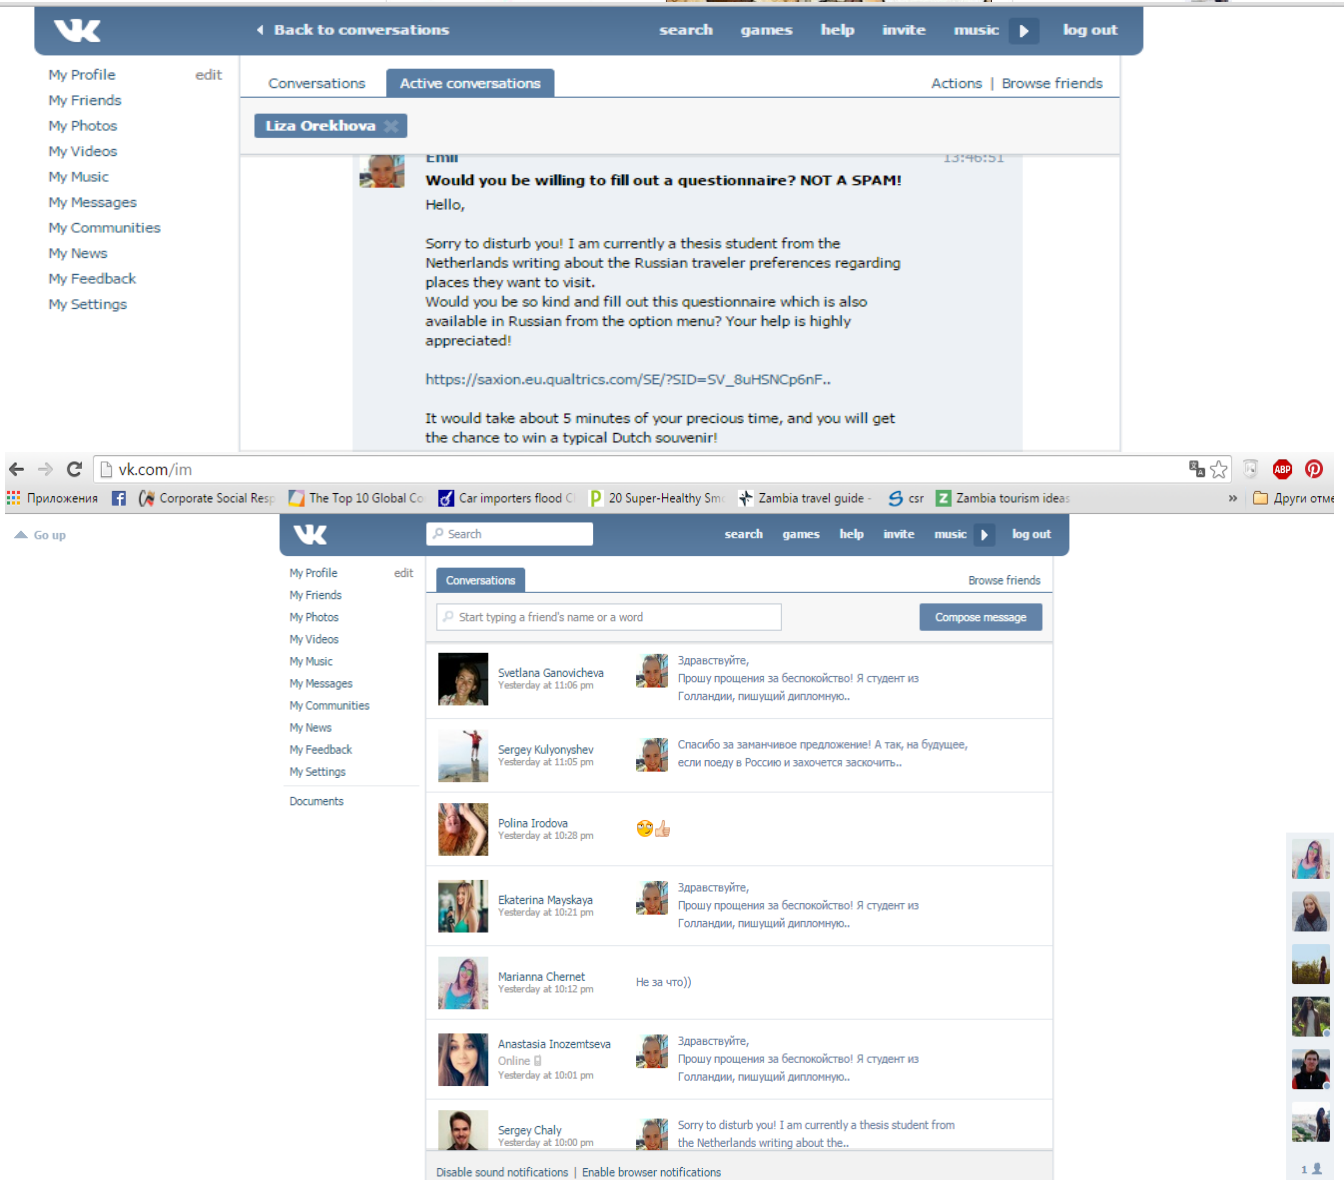 Back to conversations
search games help invite music log out
My Profile edit
My Friends
My Photos
My Videos
My Music
My Messages
My Communities
My News
My Feedback
My Settings
Conversations Active conversations Actions | Browse friends
Liza Orekhova
Emil 13:46:51
Would you be willing to fill out a questionnaire? NOT A SPAM!
Hello,
Sorry to disturb you! I am currently a thesis student from the
Netherlands writing about the Russian traveler preferences regarding
places they want to visit.
Would you be so kind and fill out this questionnaire which is also
available in Russian from the option menu? Your help is highly
appreciated!
https://saxion.eu.qualtrics.com/SE/?SID=SV_8uHSNCp6nF..
It would take about 5 minutes of your precious time, and you will get
the chance to win a typical Dutch souvenir!
vk.com/im
ABP
Приложения Corporate Social Resp The Top 10 Global Co Car importers flood C 20 Super-Healthy Smo Zambia travel guide - csr Zambia tourism ideas » Други отме
Go up
Search
search games help invite music log out
My Profile edit
My Friends
My Photos
My Videos
My Music
My Messages
My Communities
My News
My Feedback
My Settings
Documents
Conversations Browse friends
Start typing a friend's name or a word Compose message
Svetlana Ganovicheva
Yesterday at 11:06 pm
Здравствуйте,
Прошу прощения за беспокойство! Я студент из
Голландии, пишущий дипломную..
Sergey Kulyonyshev
Yesterday at 11:05 pm
Спасибо за заманчивое предложение! А так, на будущее,
если поеду в Россию и захочется заскочить..
Polina Irodova
Yesterday at 10:28 pm
Ekaterina Mayskaya
Yesterday at 10:21 pm
Здравствуйте,
Прошу прощения за беспокойство! Я студент из
Голландии, пишущий дипломную..
Marianna Chernet
Yesterday at 10:12 pm
Не за что))
Anastasia Inozemtseva
Online
Yesterday at 10:01 pm
Здравствуйте,
Прошу прощения за беспокойство! Я студент из
Голландии, пишущий дипломную..
Sergey Chaly
Yesterday at 10:00 pm
Sorry to disturb you! I am currently a thesis student from
the Netherlands writing about the..
Disable sound notifications | Enable browser notifications
1